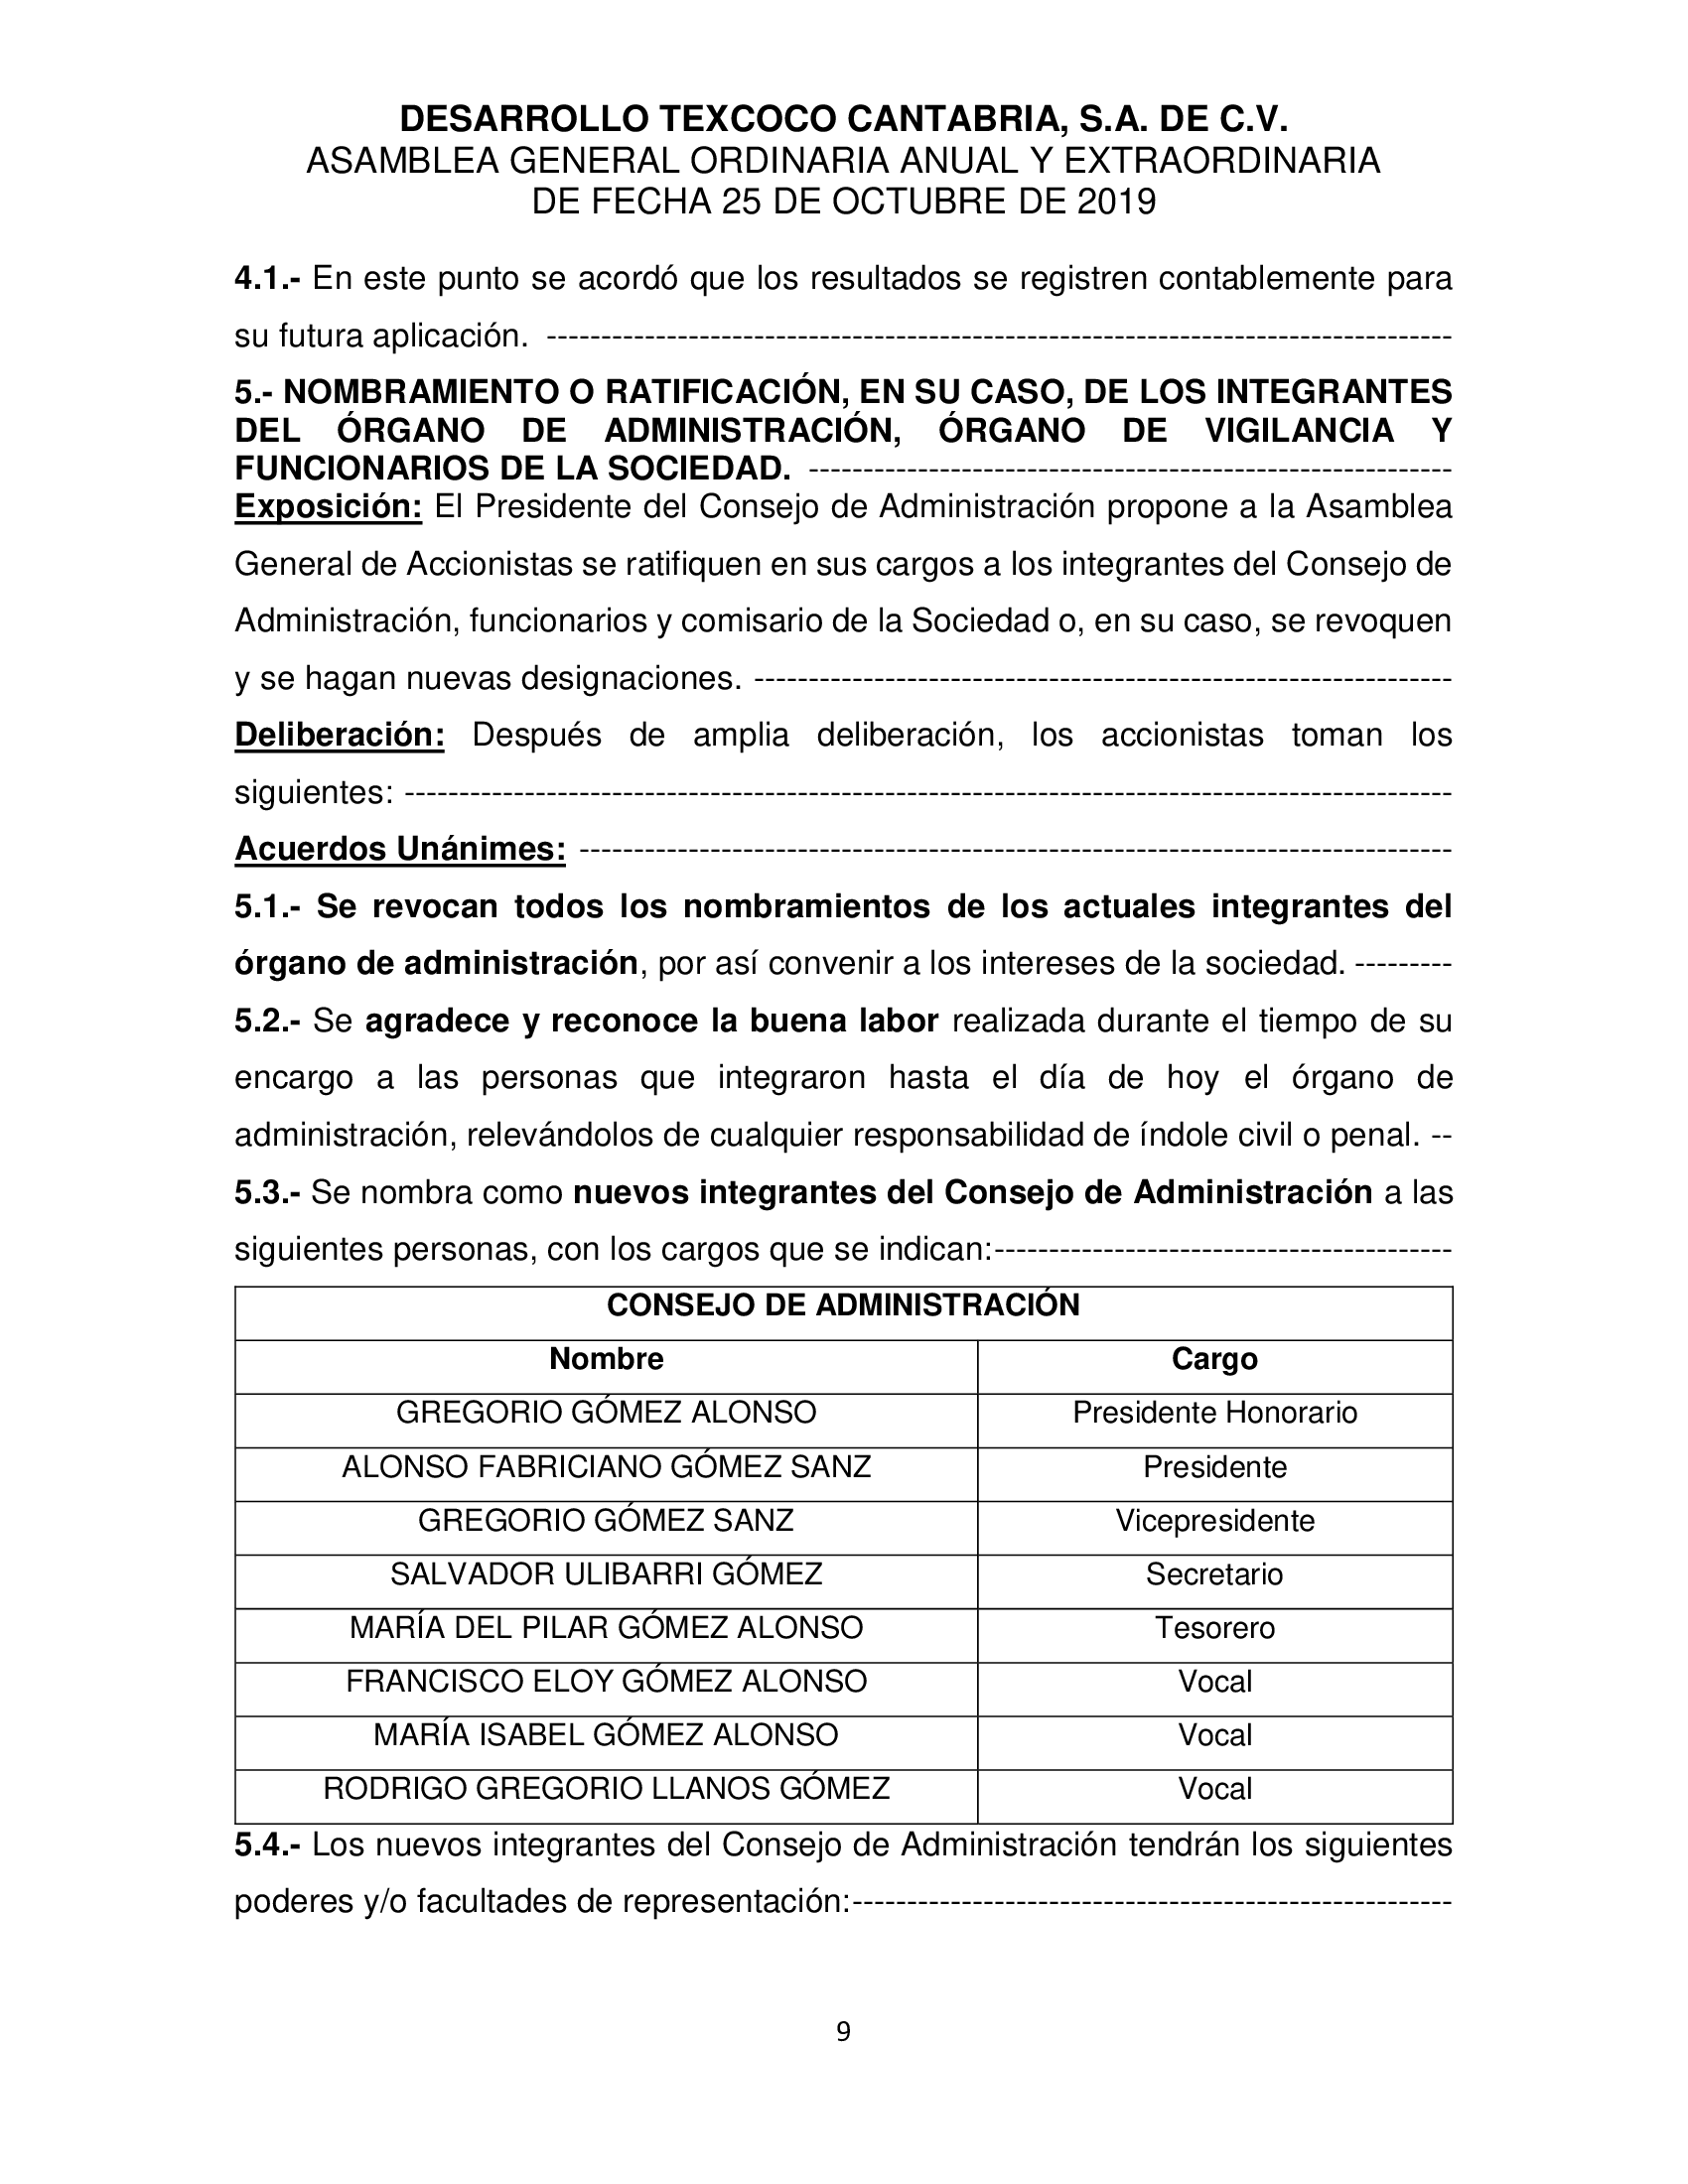 DESARROLLO TEXCOCO CANTABRIA, S.A. DE C.V.
ASAMBLEA GENERAL ORDINARIA ANUAL Y EXTRAORDINARIA
DE FECHA 25 DE OCTUBRE DE 2019
4.1.- En este punto se acordó que los resultados se registren contablemente para
su futura aplicación. -----------------------------------------------------------------------------------
5.- NOMBRAMIENTO O RATIFICACIÓN, EN SU CASO, DE LOS INTEGRANTES
DEL ÓRGANO DE ADMINISTRACIÓN, ÓRGANO DE VIGILANCIA Y
FUNCIONARIOS DE LA SOCIEDAD. -----------------------------------------------------------
Exposición: El Presidente del Consejo de Administración propone a la Asamblea
General de Accionistas se ratifiquen en sus cargos a los integrantes del Consejo de
Administración, funcionarios y comisario de la Sociedad o, en su caso, se revoquen
y se hagan nuevas designaciones. ----------------------------------------------------------------
Deliberación: Después de amplia deliberación, los accionistas toman los
siguientes: ------------------------------------------------------------------------------------------------
Acuerdos Unánimes: --------------------------------------------------------------------------------
5.1.- Se revocan todos los nombramientos de los actuales integrantes del
órgano de administración, por así convenir a los intereses de la sociedad. ---------
5.2.- Se agradece y reconoce la buena labor realizada durante el tiempo de su
encargo a las personas que integraron hasta el día de hoy el órgano de
administración, relevándolos de cualquier responsabilidad de índole civil o penal. --
5.3.- Se nombra como nuevos integrantes del Consejo de Administración a las
siguientes personas, con los cargos que se indican:------------------------------------------
CONSEJO DE ADMINISTRACIÓN
Nombre Cargo
GREGORIO GÓMEZ ALONSO Presidente Honorario
ALONSO FABRICIANO GÓMEZ SANZ Presidente
GREGORIO GÓMEZ SANZ Vicepresidente
SALVADOR ULIBARRI GÓMEZ Secretario
MARÍA DEL PILAR GÓMEZ ALONSO Tesorero
FRANCISCO ELOY GÓMEZ ALONSO Vocal
MARÍA ISABEL GÓMEZ ALONSO Vocal
RODRIGO GREGORIO LLANOS GÓMEZ Vocal
5.4.- Los nuevos integrantes del Consejo de Administración tendrán los siguientes
poderes y/o facultades de representación:-------------------------------------------------------
9